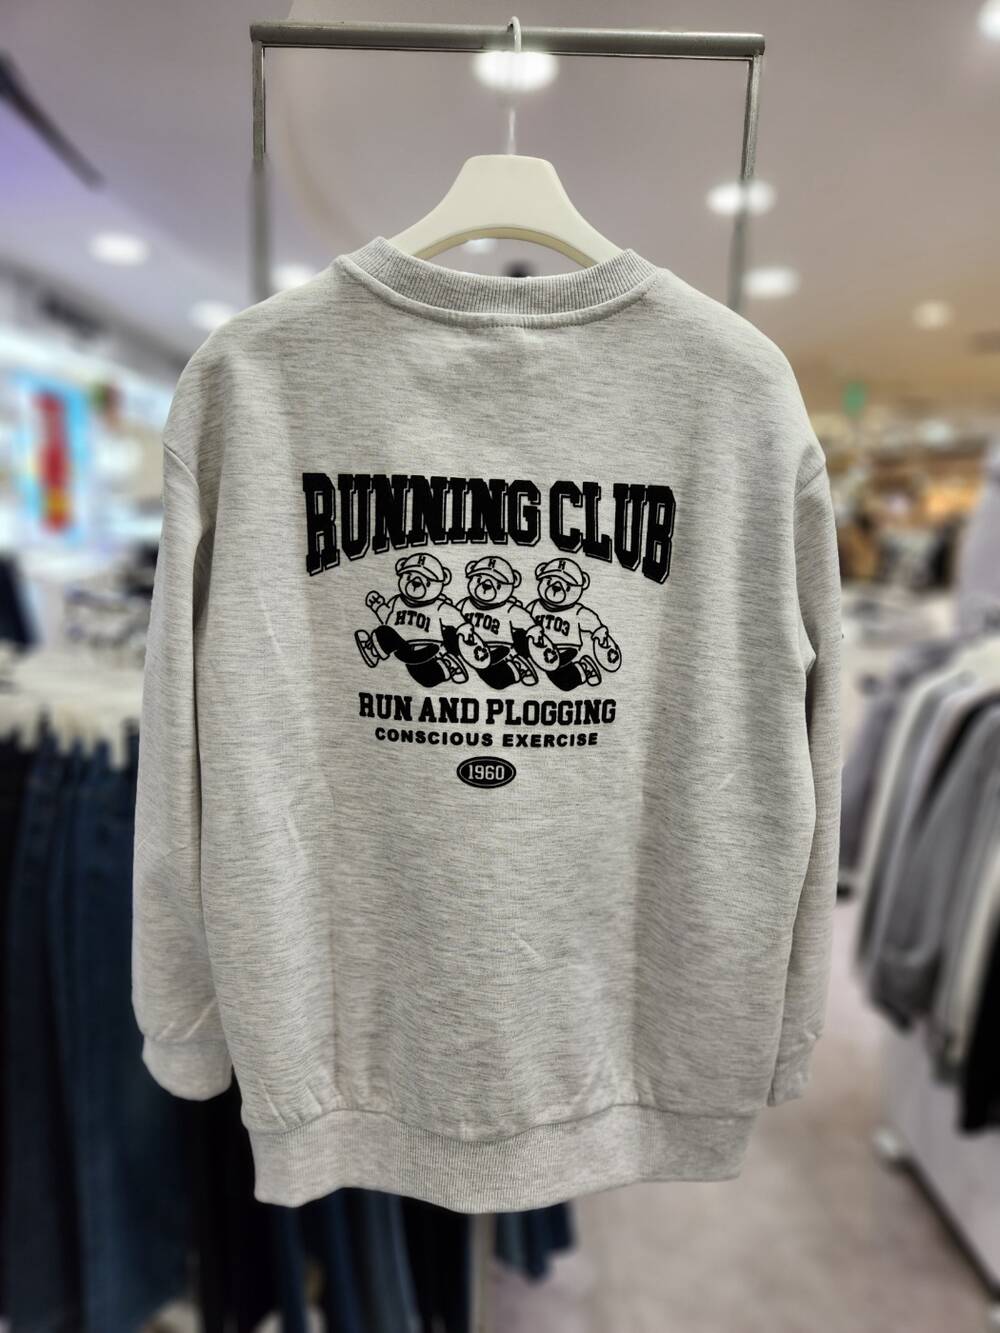 RUNNING CLUB
HT01 HT02 HT03
RUN AND PLOGGING
CONSCIOUS EXERCISE
1960